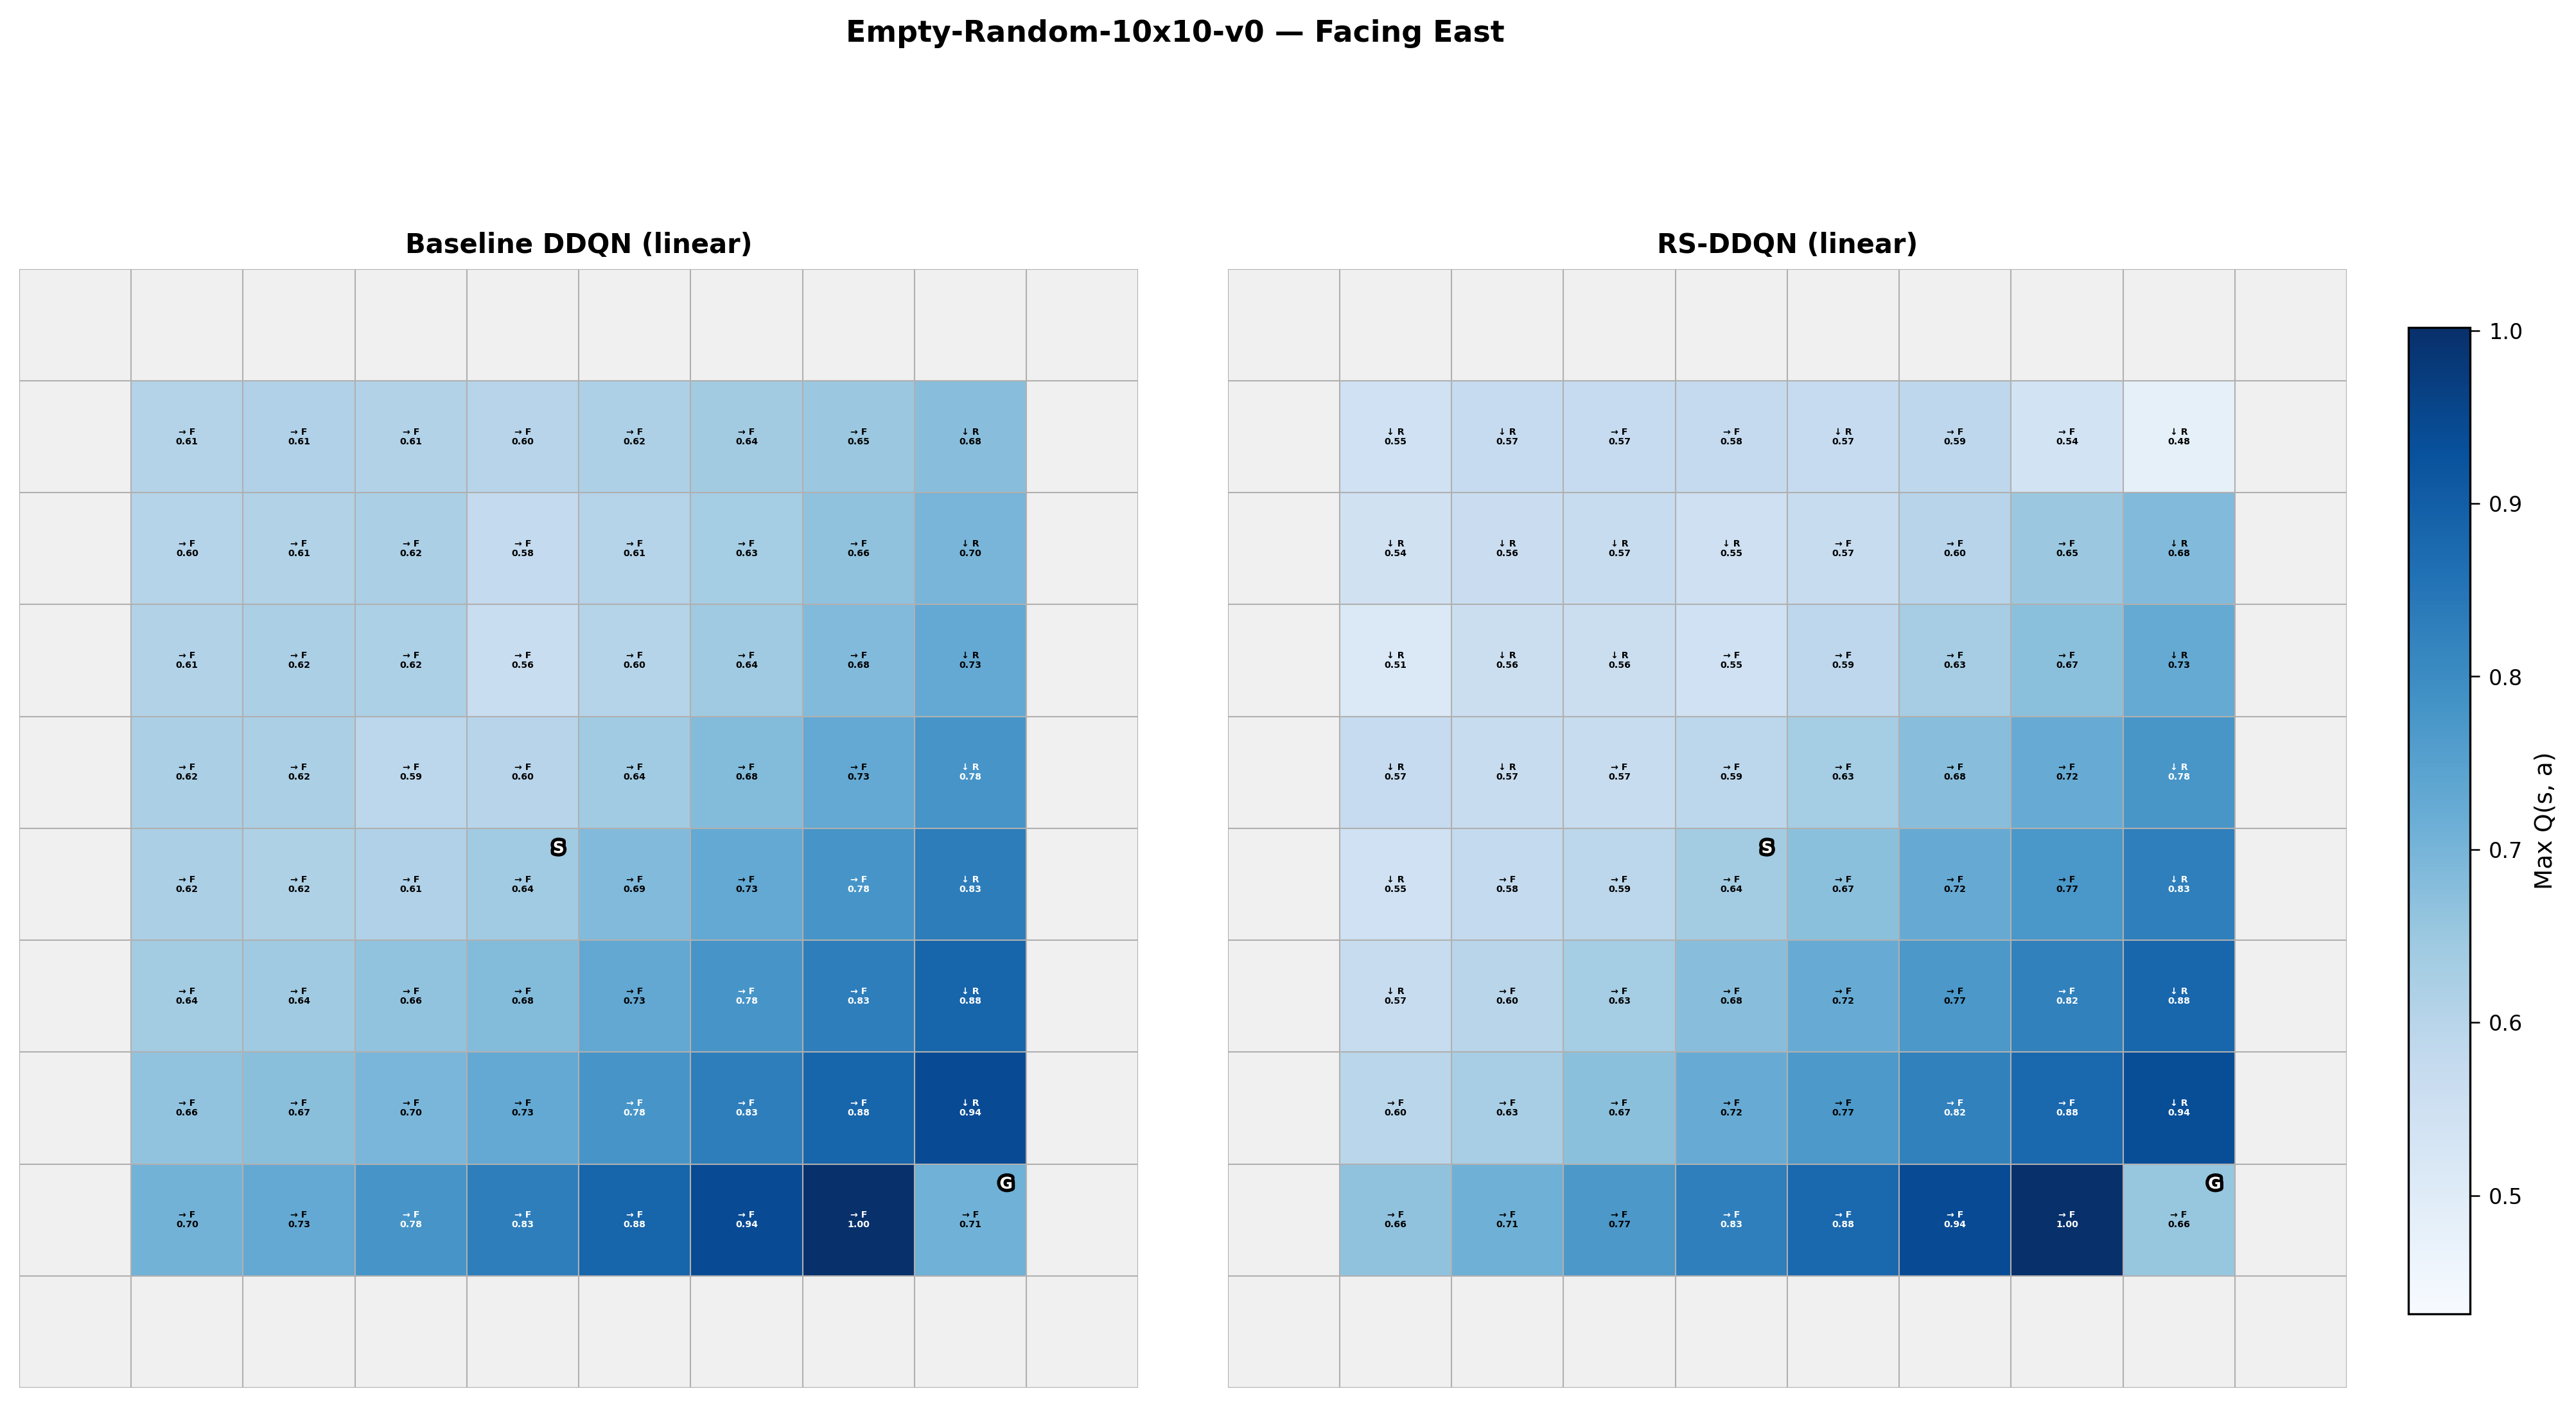 Empty-Random-10x10-v0 — Facing East
Baseline DDQN (linear)
→ F → F → F → F → F → F → F ↓ R
0.61 0.61 0.61 0.60 0.62 0.64 0.65 0.68
→ F → F → F → F → F → F → F ↓ R
0.60 0.61 0.62 0.58 0.61 0.63 0.66 0.70
→ F → F → F → F → F → F → F ↓ R
0.61 0.62 0.62 0.56 0.60 0.64 0.68 0.73
→ F → F → F → F → F → F → F ↓ R
0.62 0.62 0.59 0.60 0.64 0.68 0.73 0.78
S
→ F → F → F → F → F → F → F ↓ R
0.62 0.62 0.61 0.64 0.69 0.73 0.78 0.83
→ F → F → F → F → F → F → F ↓ R
0.64 0.64 0.66 0.68 0.73 0.78 0.83 0.88
→ F → F → F → F → F → F → F ↓ R
0.66 0.67 0.70 0.73 0.78 0.83 0.88 0.94
G
→ F → F → F → F → F → F → F → F
0.70 0.73 0.78 0.83 0.88 0.94 1.00 0.71
RS-DDQN (linear)
↓ R ↓ R → F → F ↓ R → F → F ↓ R
0.55 0.57 0.57 0.58 0.57 0.59 0.54 0.48
↓ R ↓ R ↓ R ↓ R → F → F → F ↓ R
0.54 0.56 0.57 0.55 0.57 0.60 0.65 0.68
↓ R ↓ R ↓ R → F → F → F → F ↓ R
0.51 0.56 0.56 0.55 0.59 0.63 0.67 0.73
↓ R ↓ R → F → F → F → F → F ↓ R
0.57 0.57 0.57 0.59 0.63 0.68 0.72 0.78
S
↓ R → F → F → F → F → F → F ↓ R
0.55 0.58 0.59 0.64 0.67 0.72 0.77 0.83
↓ R → F → F → F → F → F → F ↓ R
0.57 0.60 0.63 0.68 0.72 0.77 0.82 0.88
→ F → F → F → F → F → F → F ↓ R
0.60 0.63 0.67 0.72 0.77 0.82 0.88 0.94
G
→ F → F → F → F → F → F → F → F
0.66 0.71 0.77 0.83 0.88 0.94 1.00 0.66
1.0
0.9
0.8
0.7
0.6
0.5
Max Q(s, a)